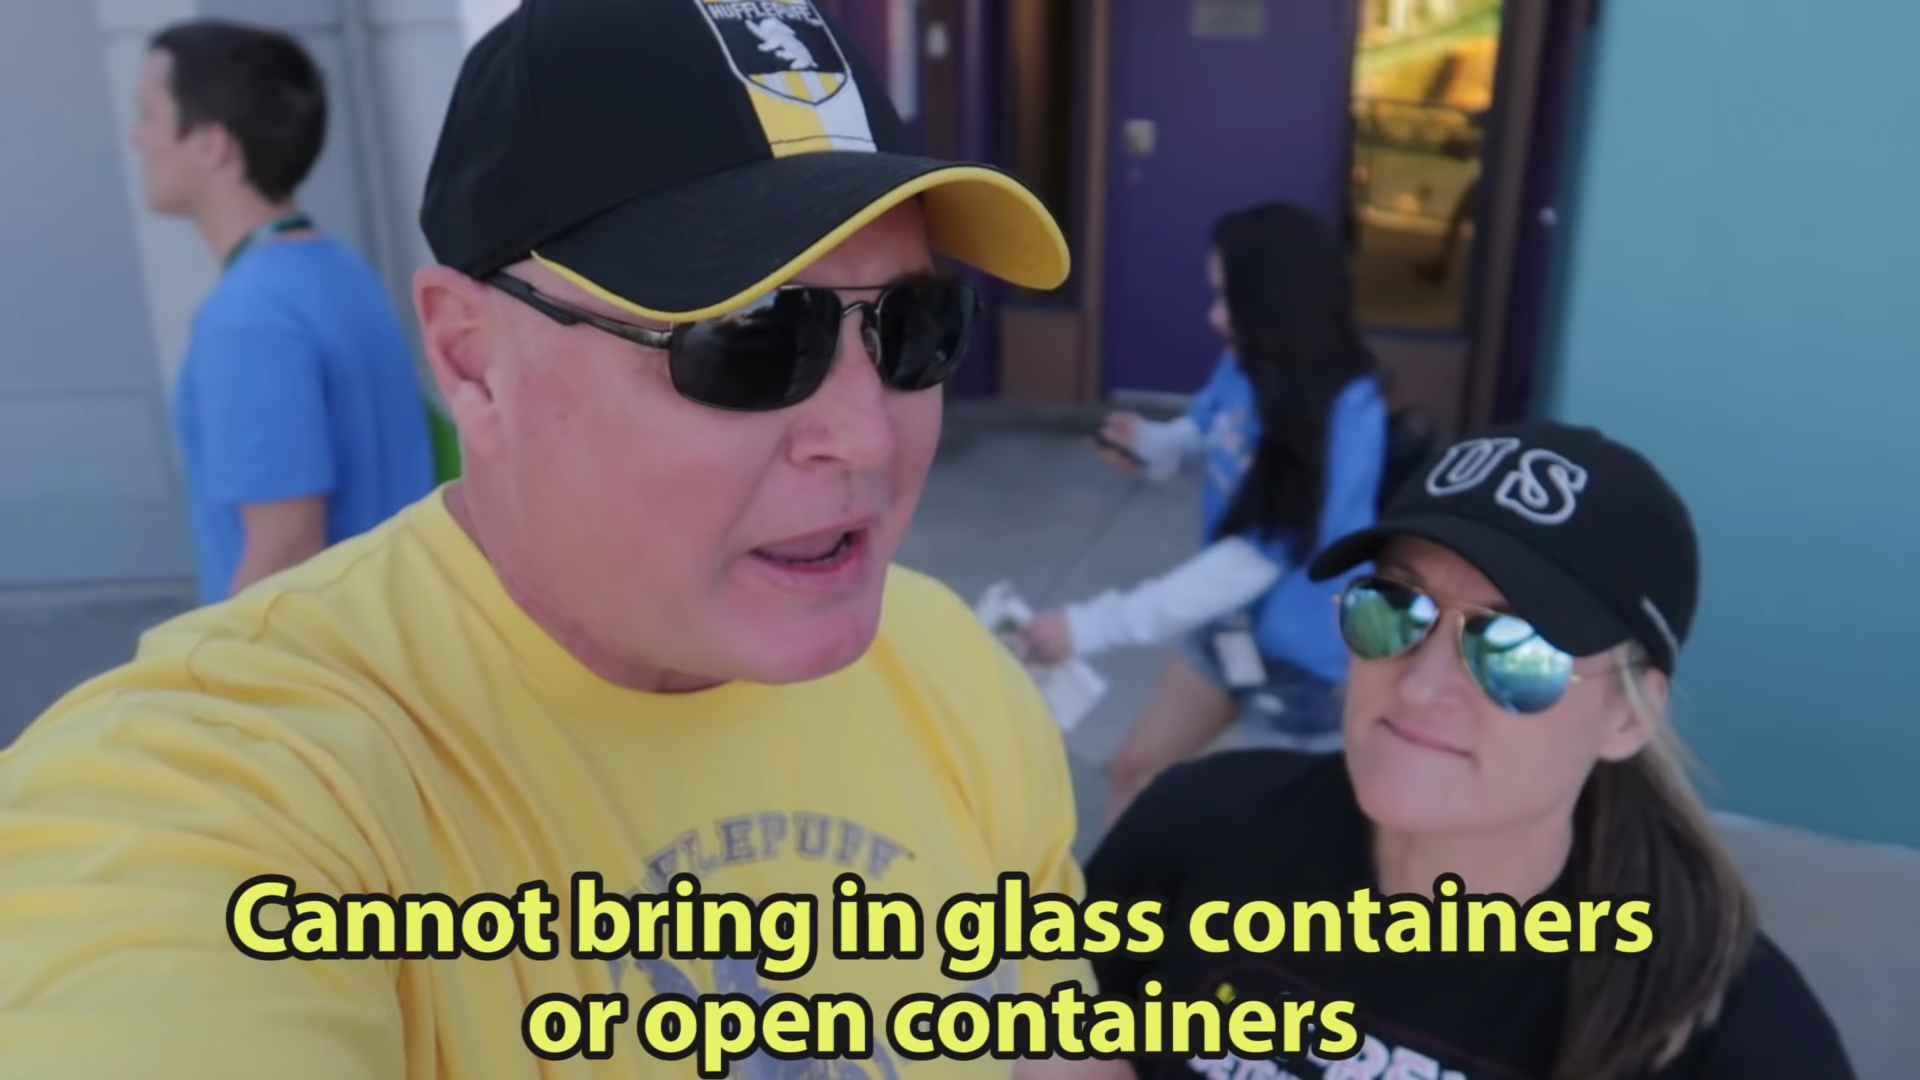 HUFFLEPUFF
US
Cannot bring in glass containers
or open containers